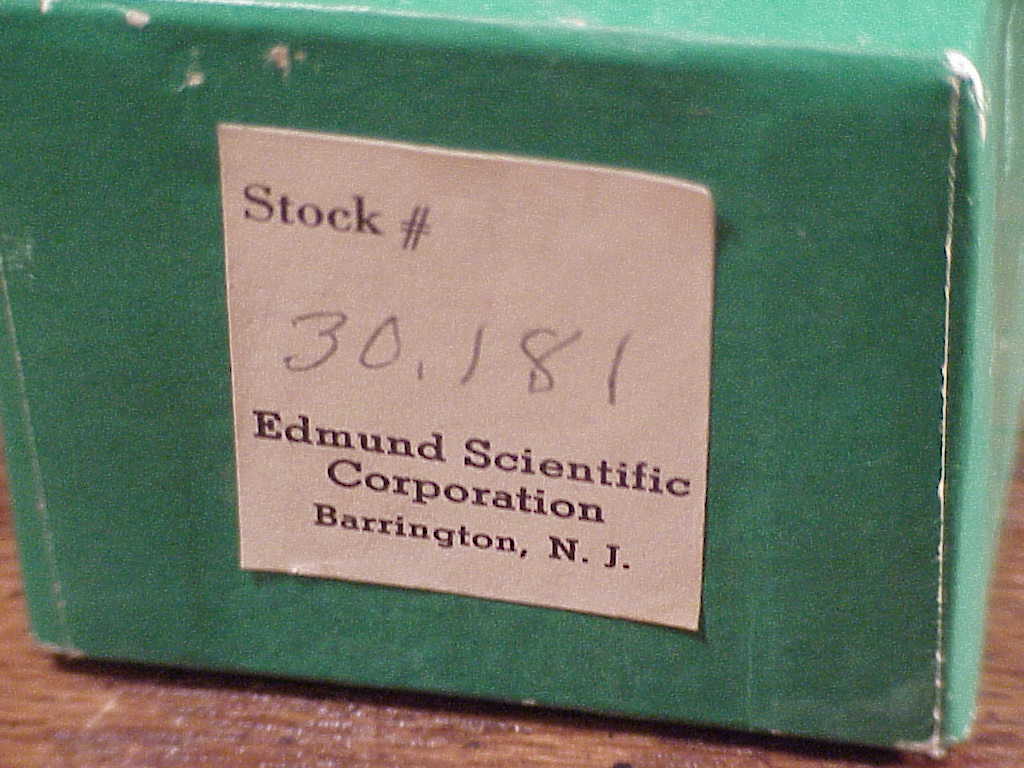 Stock #
30,181
Edmund Scientific
Corporation
Barrington, N. J.